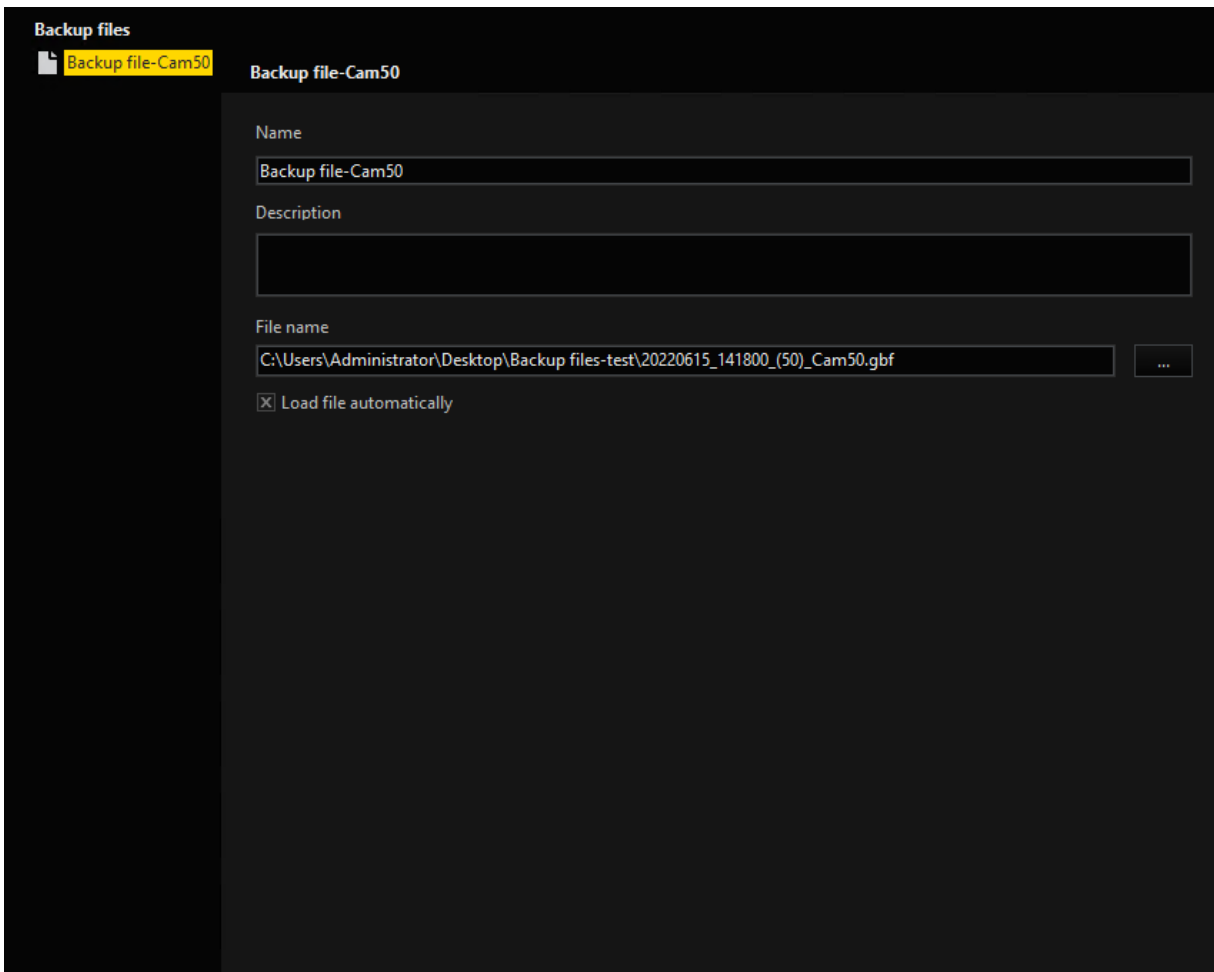 Backup files
Backup file-Cam50
Backup file-Cam50
Name
Backup file-Cam50
Description
File name
C:\Users\Administrator\Desktop\Backup files-test\20220615_141800_(50)_Cam50.gbf
...
Load file automatically